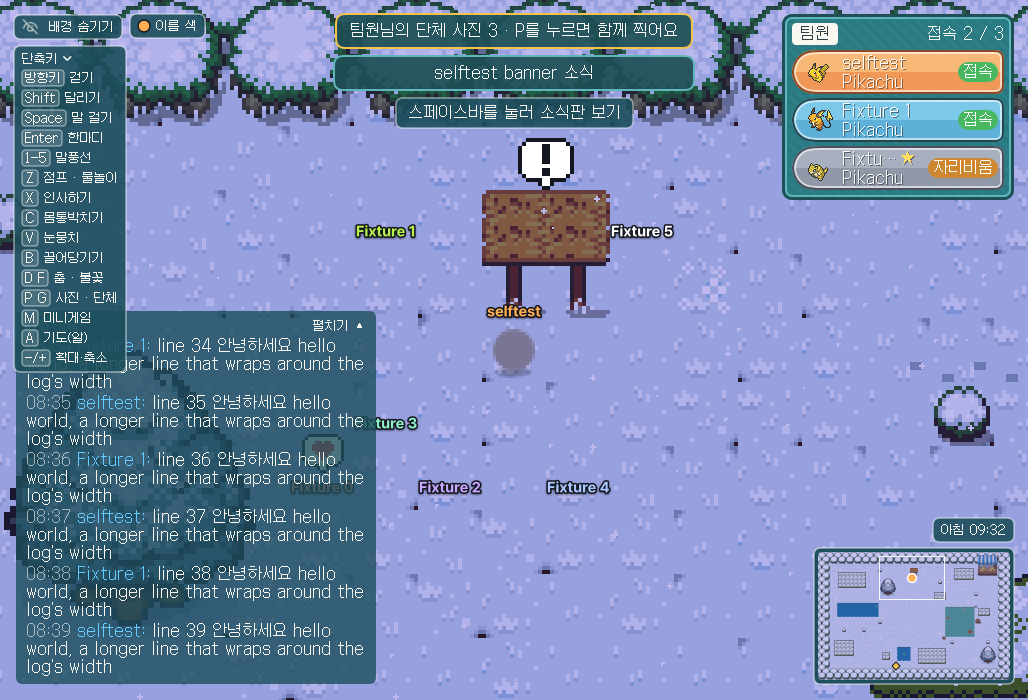 배경 숨기기
이름 색
단축키
방향키 걷기
Shift 달리기
Space 말 걸기
Enter 한마디
1-5 말풍선
Z 점프 · 물놀이
X 인사하기
C 몸통박치기
V 눈뭉치
B 끌어당기기
D F 춤 · 불꽃
P G 사진 · 단체
M 미니게임
A 기도(알)
-/+ 확대·축소
팀원님의 단체 사진 3 · P를 누르면 함께 찍어요
selftest banner 소식
스페이스바를 눌러 소식판 보기
팀원 접속 2 / 3
selftest
Pikachu
접속
Fixture 1
Pikachu
접속
Fixtu…
Pikachu
자리비움
!
Fixture 1
Fixture 5
selftest
Fixture 3
Fixture 0
Fixture 2
Fixture 4
펼치기
1: line 34 안녕하세요 hello
longer line that wraps around the
log's width
08:35 selftest: line 35 안녕하세요 hello
world, a longer line that wraps around the
log's width
08:36 Fixture 1: line 36 안녕하세요 hello
world, a longer line that wraps around the
log's width
08:37 selftest: line 37 안녕하세요 hello
world, a longer line that wraps around the
log's width
08:38 Fixture 1: line 38 안녕하세요 hello
world, a longer line that wraps around the
log's width
08:39 selftest: line 39 안녕하세요 hello
world, a longer line that wraps around the
log's width
아침 09:32